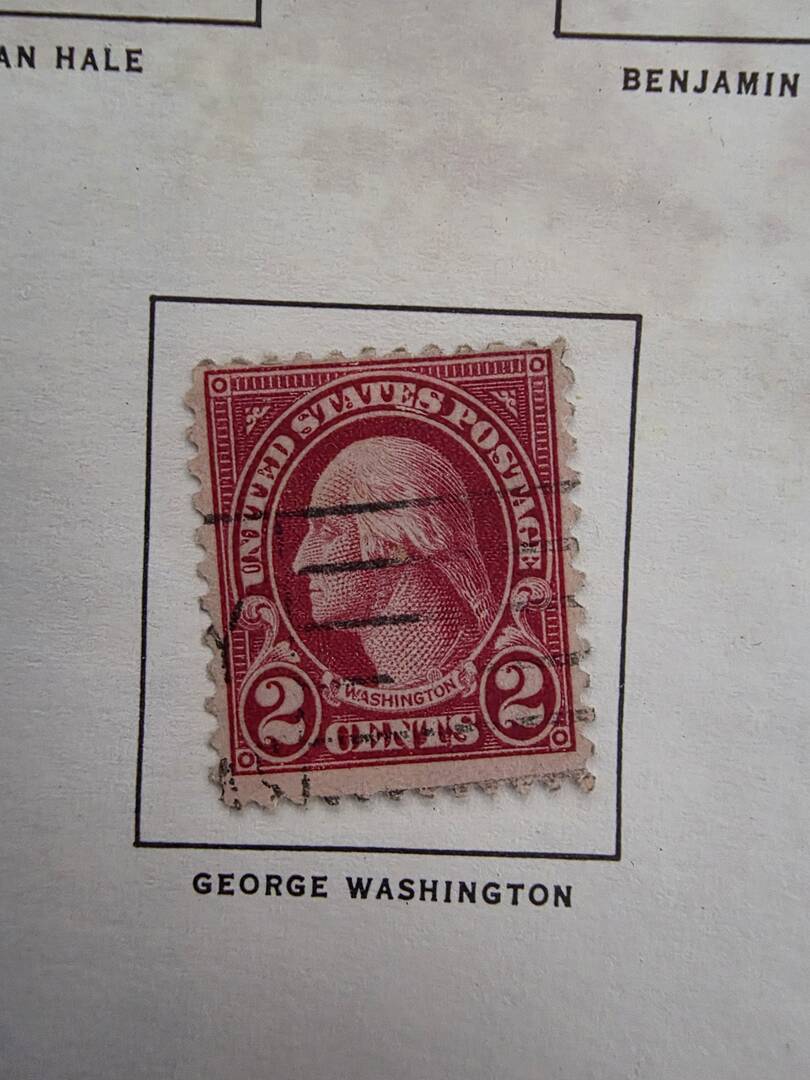 AN HALE
BENJAMIN
UNITED STATES POSTAGE
WASHINGTON
2 CENTS 2
GEORGE WASHINGTON